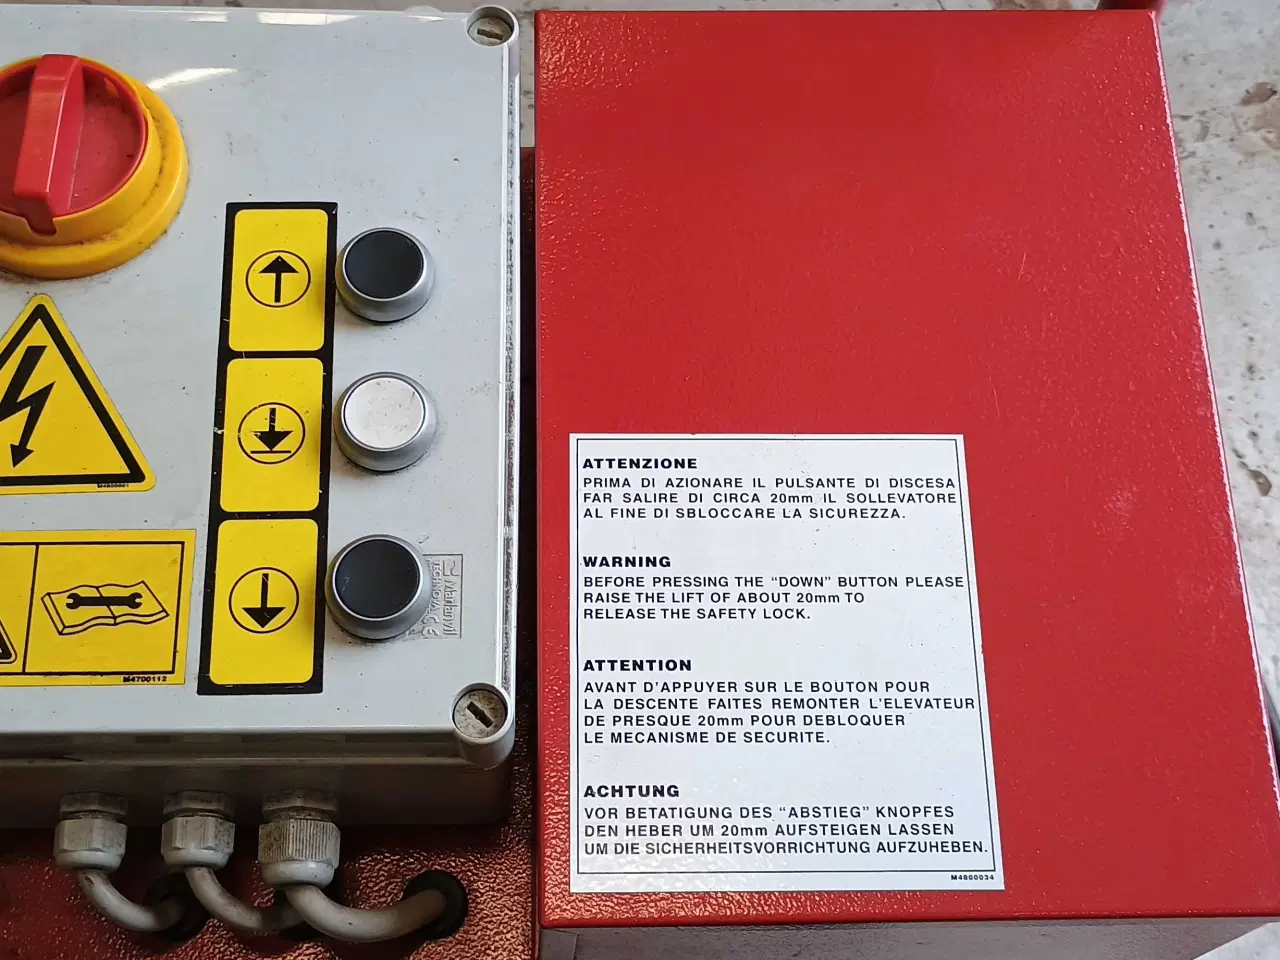 M4800001
M4700112
Marianvil
TECHNOVA CE
ATTENZIONE
PRIMA DI AZIONARE IL PULSANTE DI DISCESA
FAR SALIRE DI CIRCA 20mm IL SOLLEVATORE
AL FINE DI SBLOCCARE LA SICUREZZA.
WARNING
BEFORE PRESSING THE “DOWN” BUTTON PLEASE
RAISE THE LIFT OF ABOUT 20mm TO
RELEASE THE SAFETY LOCK.
ATTENTION
AVANT D'APPUYER SUR LE BOUTON POUR
LA DESCENTE FAITES REMONTER L'ELEVATEUR
DE PRESQUE 20mm POUR DEBLOQUER
LE MECANISME DE SECURITE.
ACHTUNG
VOR BETATIGUNG DES “ABSTIEG” KNOPFES
DEN HEBER UM 20mm AUFSTEIGEN LASSEN
UM DIE SICHERHEITSVORRICHTUNG AUFZUHEBEN.
M4800034